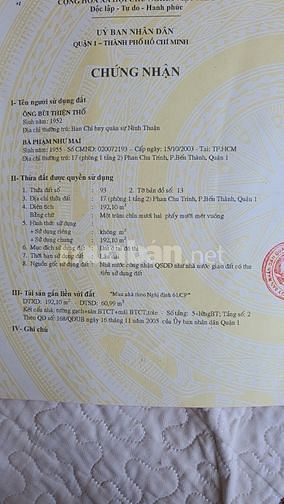 CỘNG HÒA XÃ HỘI CHỦ NGHĨA VIỆT NAM
Độc lập - Tự do - Hạnh phúc
ỦY BAN NHÂN DÂN
QUẬN 1 - THÀNH PHỐ HỒ CHÍ MINH
CHỨNG NHẬN
I- Tên người sử dụng đất
ÔNG BÙI THIỆN THỔ
Sinh năm: 1952
Địa chỉ thường trú: Ban Chỉ huy quân sự Ninh Thuận
BÀ PHẠM NHƯ MAI
Sinh năm: 1955 - Số CMND: 020072193 - Cấp ngày: 15/10/2003 - Tại: TP.HCM
Địa chỉ thường trú: 17 (phòng 1 tầng 2) Phan Chu Trinh, P.Bến Thành, Quận 1
II- Thửa đất được quyền sử dụng
1. Thửa đất số : 93 2. Tờ bản đồ số: 13
3. Địa chỉ thửa đất : 17 (phòng 1 tầng 2) Phan Chu Trinh, P.Bến Thành, Quận 1
4. Diện tích : 192,10 m²
Bằng chữ : Một trăm chín mươi hai phẩy mười mét vuông
5. Hình thức sử dụng :
+ Sử dụng riêng : không m²
+ Sử dụng chung : 192,10 m²
6. Mục đích sử dụng đất : Đất ở tại đô thị
7. Thời hạn sử dụng đất
8. Nguồn gốc sử dụng đất : Nhà nước công nhận QSDĐ như nhà nước giao đất có thu
tiền sử dụng đất
III- Tài sản gắn liền với đất "Mua nhà theo Nghị định 61/CP"
DTXD: 192,10 m² DTSD: 60,99 m²
Kết cấu nhà: tường gạch+sàn BTCT+mái BTCT,tole - Số tầng: 5+lửngBT; Tầng số: 2
Theo QĐ số: 168/QĐUB ngày 16 tháng 11 năm 2005 của Ủy ban nhân dân Quận 1
IV- Ghi chú